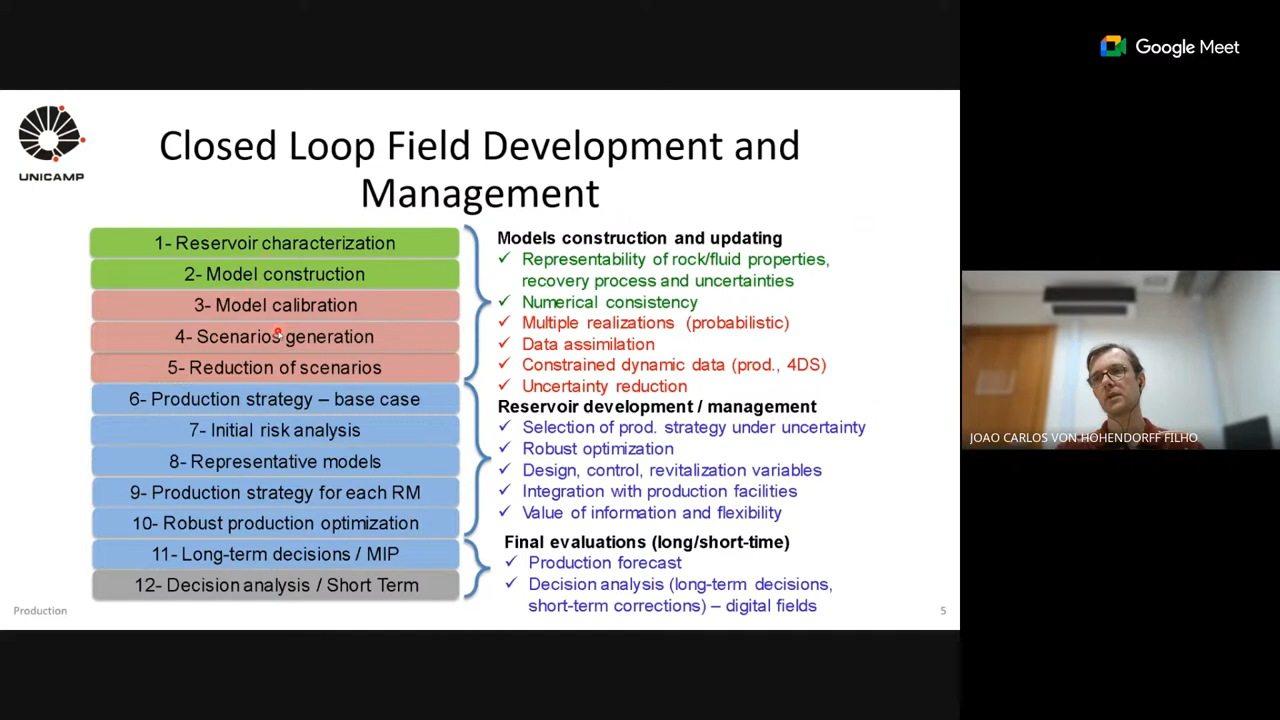 Google Meet
UNICAMP
Closed Loop Field Development and
Management
1- Reservoir characterization
2- Model construction
3- Model calibration
4- Scenarios generation
5- Reduction of scenarios
6- Production strategy – base case
7- Initial risk analysis
8- Representative models
9- Production strategy for each RM
10- Robust production optimization
11- Long-term decisions / MIP
12- Decision analysis / Short Term
Models construction and updating
✓ Representability of rock/fluid properties,
recovery process and uncertainties
✓ Numerical consistency
✓ Multiple realizations (probabilistic)
✓ Data assimilation
✓ Constrained dynamic data (prod., 4DS)
✓ Uncertainty reduction
Reservoir development / management
✓ Selection of prod. strategy under uncertainty
✓ Robust optimization
✓ Design, control, revitalization variables
✓ Integration with production facilities
✓ Value of information and flexibility
Final evaluations (long/short-time)
✓ Production forecast
✓ Decision analysis (long-term decisions,
short-term corrections) – digital fields
Production
5
JOAO CARLOS VON HOHENDORFF FILHO